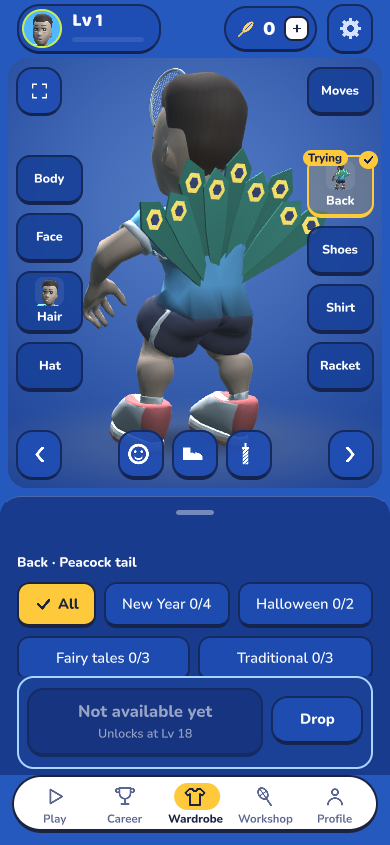 Lv 1
0 +
Moves
Body
Trying
Back
Face
Shoes
Hair
Shirt
Hat
Racket
Back · Peacock tail
All
New Year 0/4
Halloween 0/2
Fairy tales 0/3
Traditional 0/3
Not available yet
Unlocks at Lv 18
Drop
Play
Career
Wardrobe
Workshop
Profile